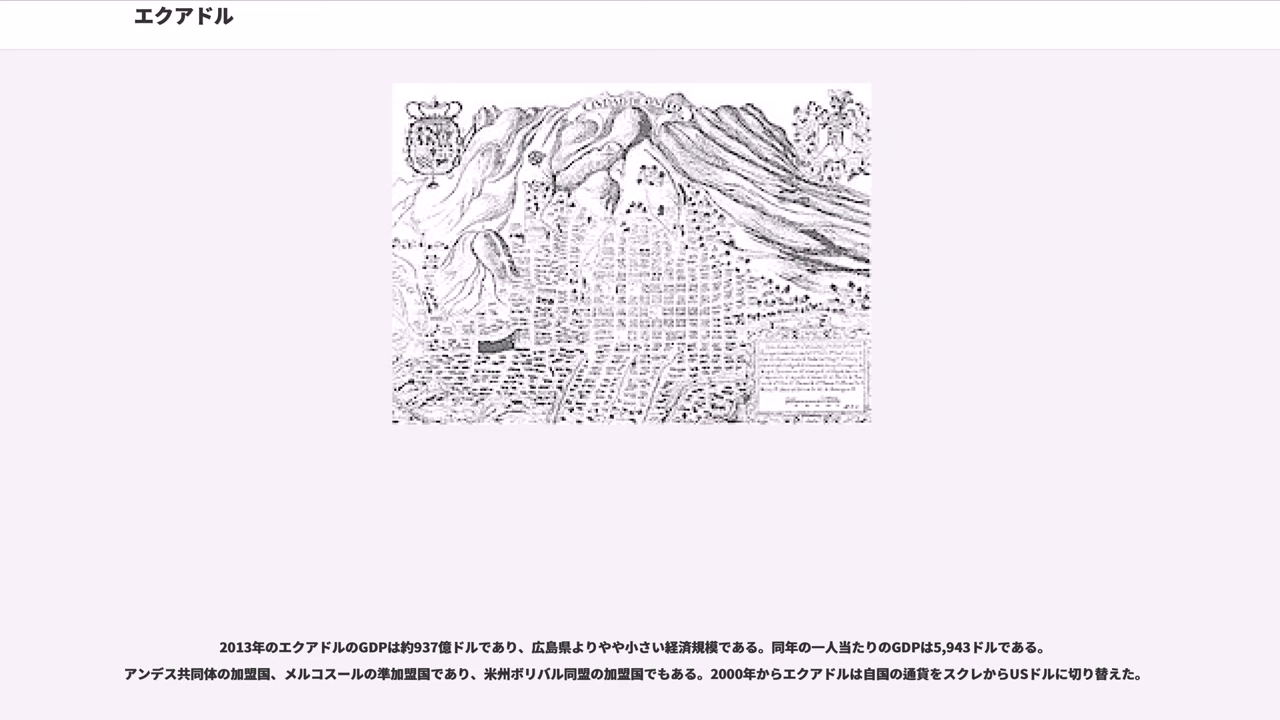 エクアドル
2013年のエクアドルのGDPは約937億ドルであり、広島県よりやや小さい経済規模である。同年の一人当たりのGDPは5,943ドルである。
アンデス共同体の加盟国、メルコスールの準加盟国であり、米州ボリバル同盟の加盟国でもある。2000年からエクアドルは自国の通貨をスクレからUSドルに切り替えた。